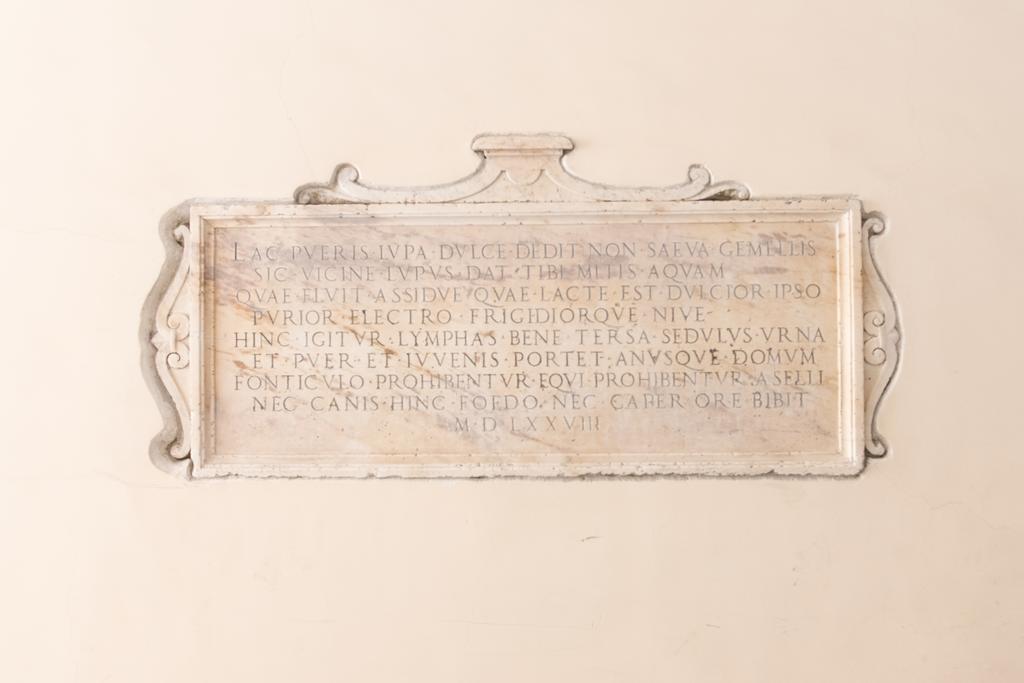 LAC·PVERIS·LVPA·DVLCE·DEDIT·NON·SAEVA·GEMELLIS
SIC·VICINE·LVPVS·DAT·TIBI·MITIS·AQVAM
QVAE·FLVIT·ASSIDVE·QVAE·LACTE·EST·DVLCIOR·IPSO
PVRIOR·ELECTRO·FRIGIDIORQVE·NIVE-
HINC·IGITVR·LYMPHAS·BENE·TERSA·SEDVLVS·VRNA
ET·PVER·ET·IVVENIS·PORTET·ANVSQVE·DOMVM
FONTICVLO·PROHIBENTVR·EQVI·PROHIBENTVR·ASELLI
NEC·CANIS·HINC·FOEDO·NEC·CAPER·ORE·BIBIT
M·D·LXXVIII